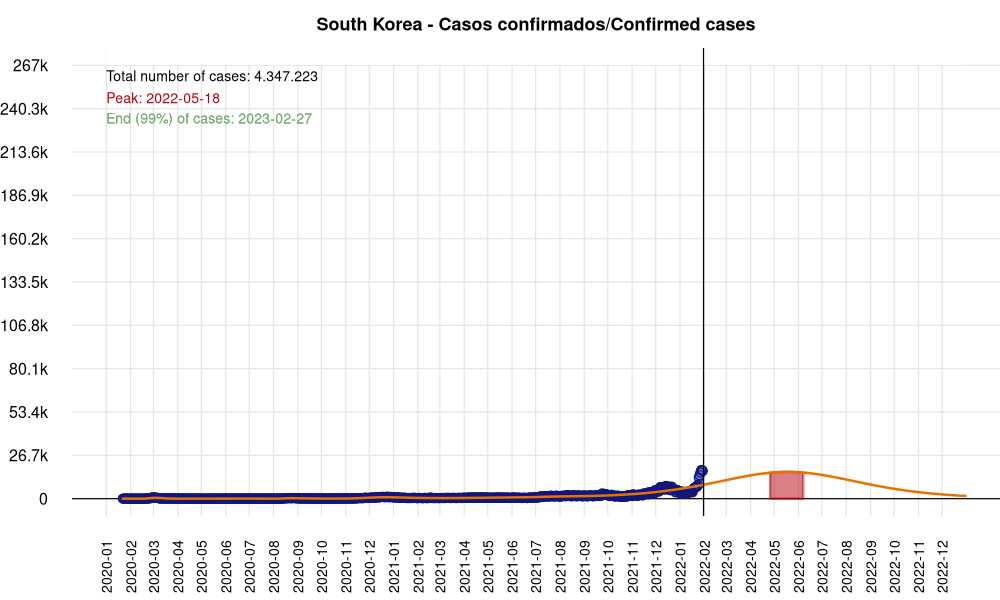 South Korea - Casos confirmados/Confirmed cases
267k
Total number of cases: 4.347.223
Peak: 2022-05-18
240.3k
End (99%) of cases: 2023-02-27
213.6k
186.9k
160.2k
133.5k
106.8k
80.1k
53.4k
26.7k
0
2020-01
2020-02
2020-03
2020-04
2020-05
2020-06
2020-07
2020-08
2020-09
2020-10
2020-11
2020-12
2021-01
2021-02
2021-03
2021-04
2021-05
2021-06
2021-07
2021-08
2021-09
2021-10
2021-11
2021-12
2022-01
2022-02
2022-03
2022-04
2022-05
2022-06
2022-07
2022-08
2022-09
2022-10
2022-11
2022-12